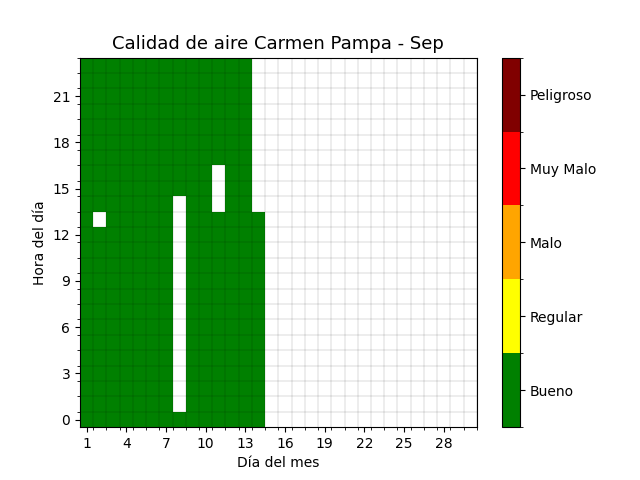 Calidad de aire Carmen Pampa - Sep
21
18
15
12
9
6
3
0
Hora del día
1 4 7 10 13 16 19 22 25 28
Día del mes
Peligroso
Muy Malo
Malo
Regular
Bueno